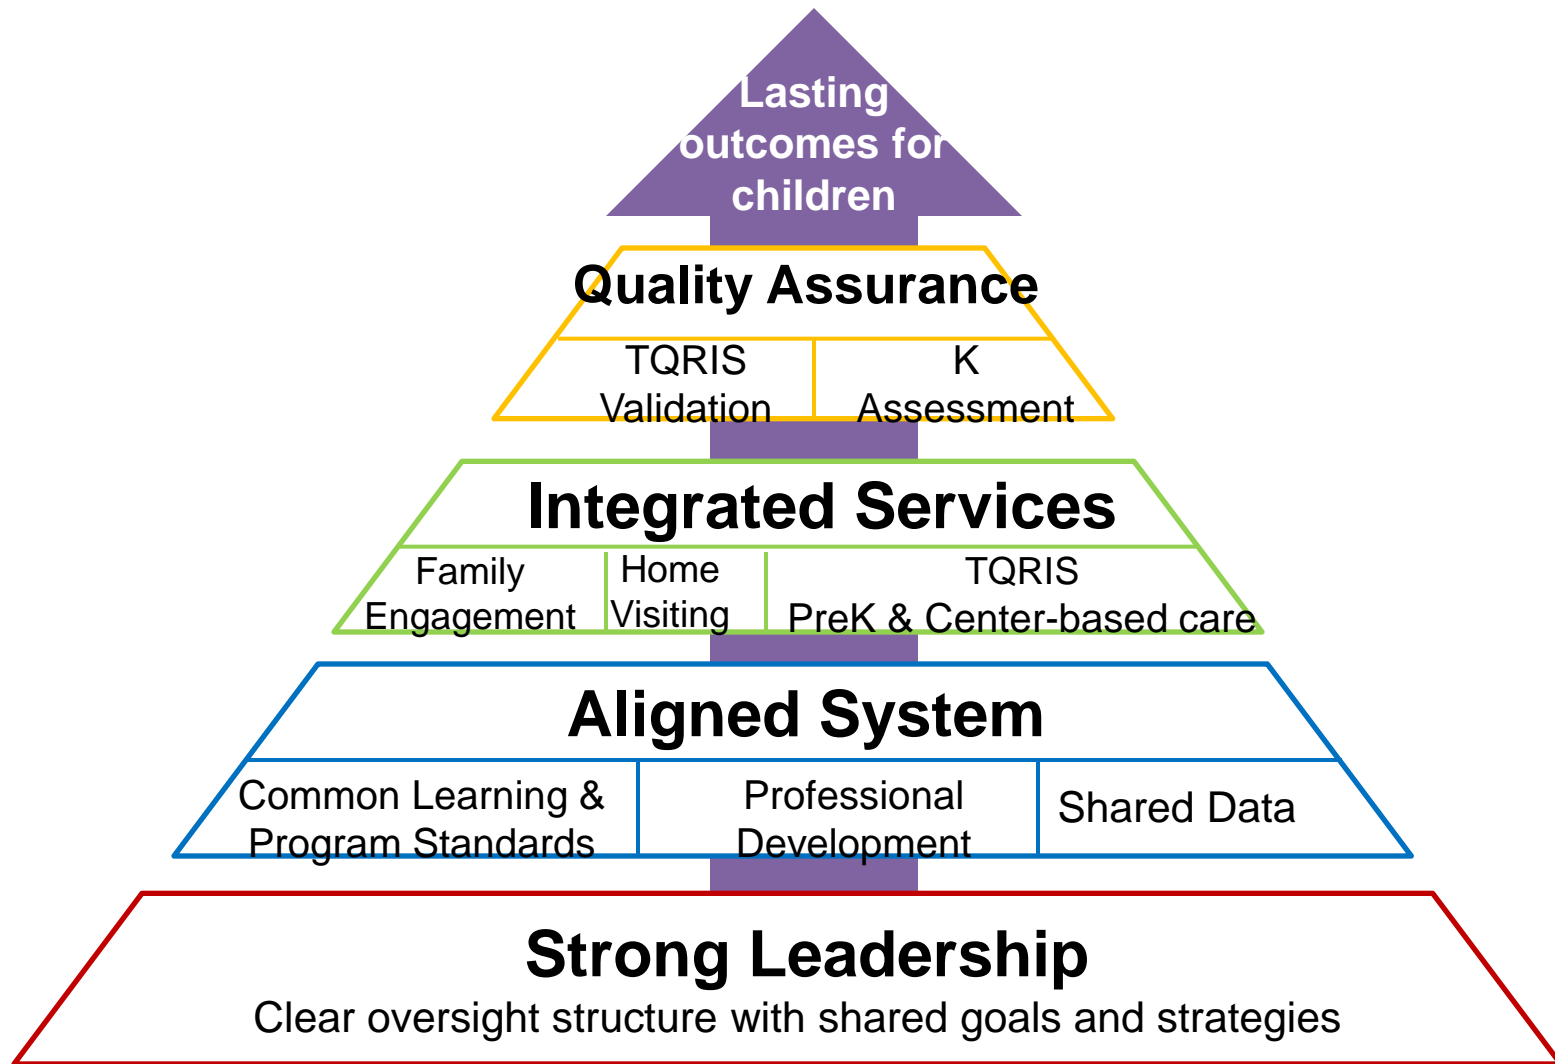 Lasting
outcomes for
children
Quality Assurance
TQRIS
Validation
K
Assessment
Integrated Services
Family
Engagement
Home
Visiting
TQRIS
PreK & Center-based care
Aligned System
Common Learning &
Program Standards
Professional
Development
Shared Data
Strong Leadership
Clear oversight structure with shared goals and strategies